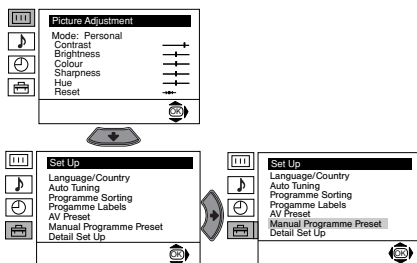 Picture Adjustment
Mode: Personal
Contrast
Brightness
Colour
Sharpness
Hue
Reset
OK
Set Up
Language/Country
Auto Tuning
Programme Sorting
Progamme Labels
AV Preset
Manual Programme Preset
Detail Set Up
OK
Set Up
Language/Country
Auto Tuning
Programme Sorting
Progamme Labels
AV Preset
Manual Programme Preset
Detail Set Up
OK